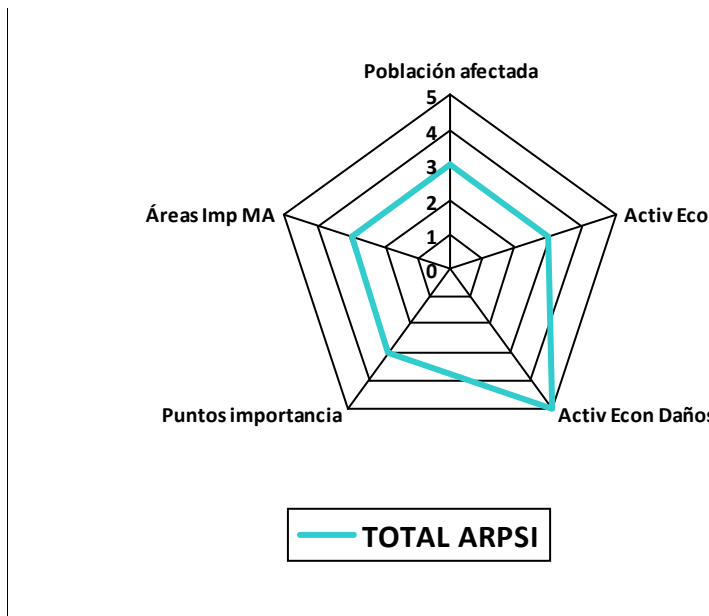 Población afectada
5
4
3
2
1
0
Áreas Imp MA
Activ Eco
Puntos importancia
Activ Econ Daños
TOTAL ARPSI